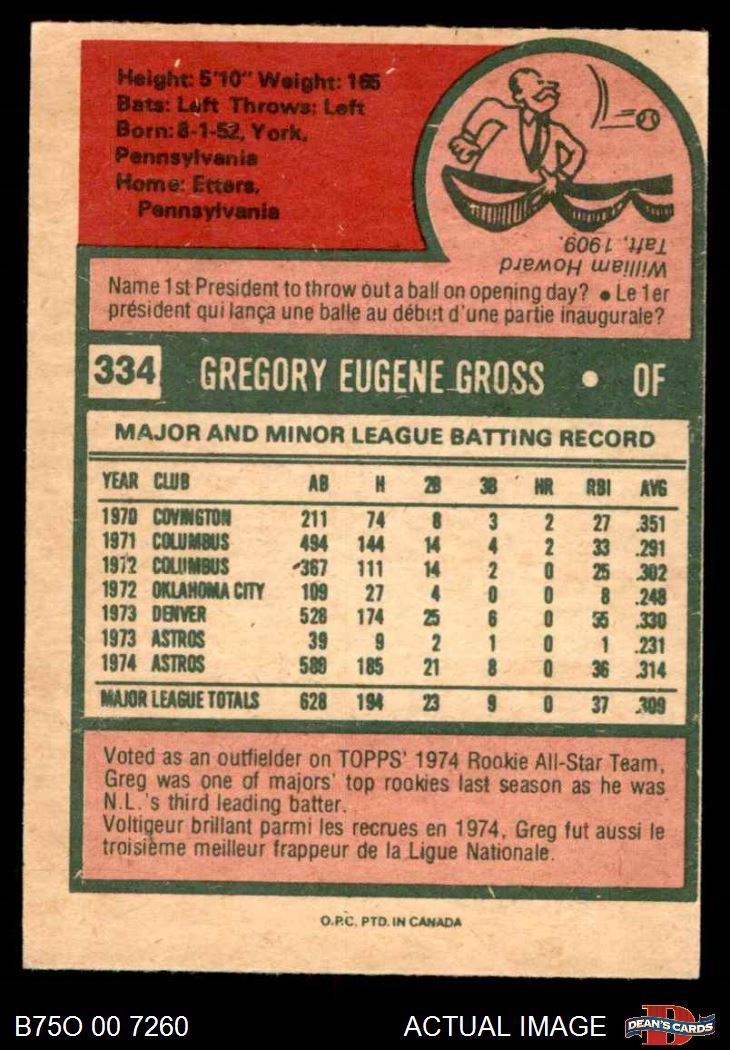 Height: 5'10" Weight: 165
Bats: Left Throws: Left
Born: 8-1-52, York,
Pennsylvania
Home: Etters,
Pennsylvania
William Howard
Taft, 1909.
Name 1st President to throw out a ball on opening day? • Le 1er
président qui lança une balle au début d'une partie inaugurale?
334 GREGORY EUGENE GROSS • OF
MAJOR AND MINOR LEAGUE BATTING RECORD
YEAR CLUB AB H 2B 3B HR RBI AVG
1970 COVINGTON 211 74 8 3 2 27 .351
1971 COLUMBUS 494 144 14 4 2 33 .291
1972 COLUMBUS 367 111 14 2 0 25 .302
1972 OKLAHOMA CITY 109 27 4 0 0 8 .248
1973 DENVER 528 174 25 6 0 35 .330
1973 ASTROS 39 9 2 1 0 1 .231
1974 ASTROS 589 185 21 8 0 36 .314
MAJOR LEAGUE TOTALS 628 194 23 9 0 37 .309
Voted as an outfielder on TOPPS' 1974 Rookie All-Star Team,
Greg was one of majors' top rookies last season as he was
N.L.'s third leading batter.
Voltigeur brillant parmi les recrues en 1974, Greg fut aussi le
troisième meilleur frappeur de la Ligue Nationale.
O.P.C. PTD. IN CANADA
B75O 00 7260 ACTUAL IMAGE DEAN'S CARDS